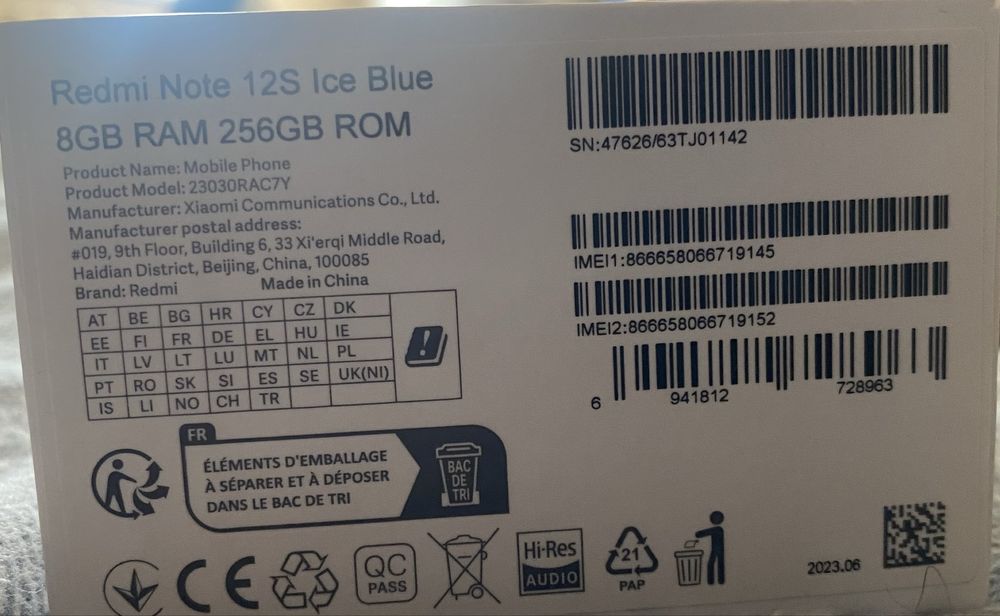 Redmi Note 12S Ice Blue
8GB RAM 256GB ROM
Product Name: Mobile Phone
Product Model: 23030RAC7Y
Manufacturer: Xiaomi Communications Co., Ltd.
Manufacturer postal address:
#019, 9th Floor, Building 6, 33 Xi'erqi Middle Road,
Haidian District, Beijing, China, 100085
Brand: Redmi Made in China
AT BE BG HR CY CZ DK
EE FI FR DE EL HU IE
IT LV LT LU MT NL PL
PT RO SK SI ES SE UK(NI)
IS LI NO CH TR
SN:47626/63TJ01142
IMEI1:866658066719145
IMEI2:866658066719152
6 941812 728963
FR
ÉLÉMENTS D'EMBALLAGE
À SÉPARER ET À DÉPOSER
DANS LE BAC DE TRI
BAC
DE
TRI
CE
QC
PASS
Hi-Res
AUDIO
21
PAP
2023.06